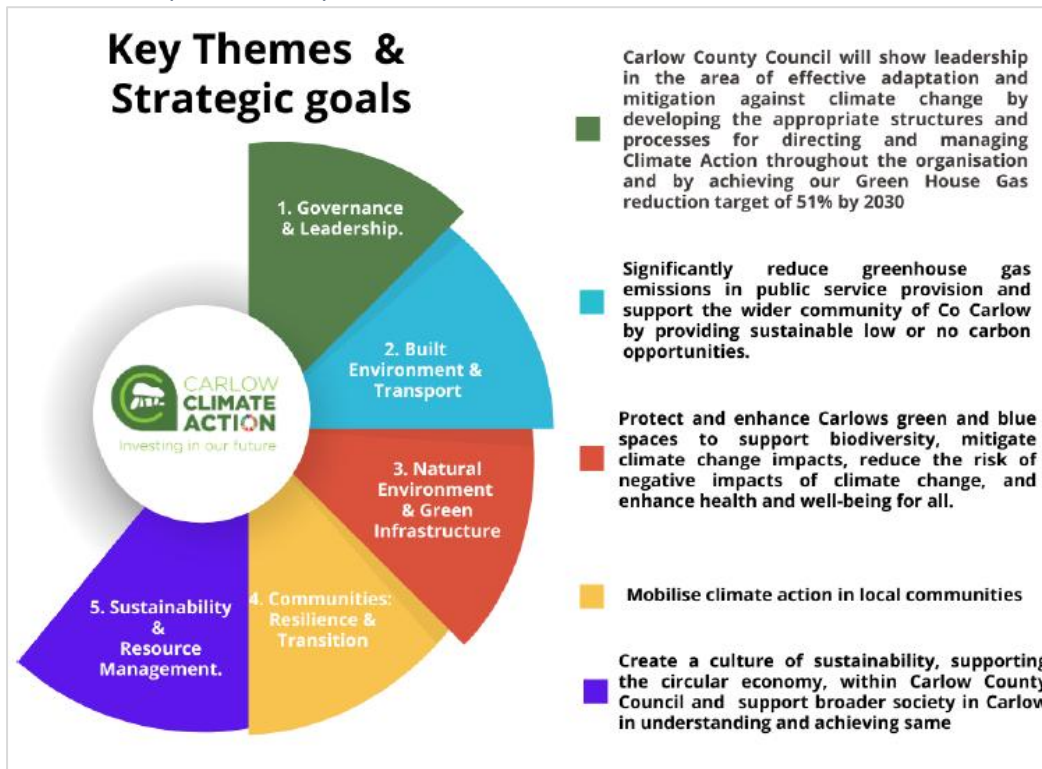 Key Themes &
Strategic goals
1. Governance
& Leadership.
2. Built
Environment &
Transport
3. Natural
Environment
& Green
Infrastructure
4. Communities:
Resilience &
Transition
5. Sustainability
&
Resource
Management.
CARLOW
CLIMATE
ACTION
Investing in our future
Carlow County Council will show leadership
in the area of effective adaptation and
mitigation against climate change by
developing the appropriate structures and
processes for directing and managing
Climate Action throughout the organisation
and by achieving our Green House Gas
reduction target of 51% by 2030
Significantly reduce greenhouse gas
emissions in public service provision and
support the wider community of Co Carlow
by providing sustainable low or no carbon
opportunities.
Protect and enhance Carlows green and blue
spaces to support biodiversity, mitigate
climate change impacts, reduce the risk of
negative impacts of climate change, and
enhance health and well-being for all.
Mobilise climate action in local communities
Create a culture of sustainability, supporting
the circular economy, within Carlow County
Council and support broader society in Carlow
in understanding and achieving same